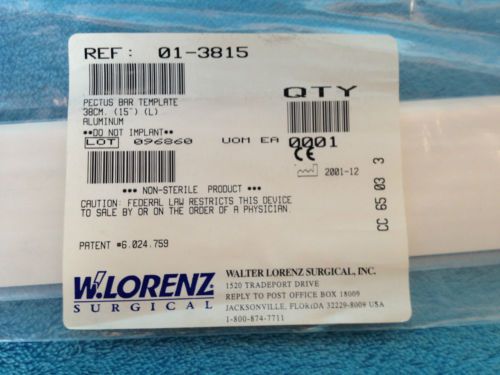 REF: 01-3815
QTY
PECTUS BAR TEMPLATE
38CM. (15") (L)
ALUMINUM
**DO NOT IMPLANT**
LOT 096860 UOM EA 0001
CE
2001-12
*** NON-STERILE PRODUCT ***
CAUTION: FEDERAL LAW RESTRICTS THIS DEVICE
TO SALE BY OR ON THE ORDER OF A PHYSICIAN.
CC 65 03 3
PATENT #6.024.759
W.LORENZ
SURGICAL
WALTER LORENZ SURGICAL, INC.
1520 TRADEPORT DRIVE
REPLY TO POST OFFICE BOX 18009
JACKSONVILLE, FLORIDA 32229-8009 USA
1-800-874-7711